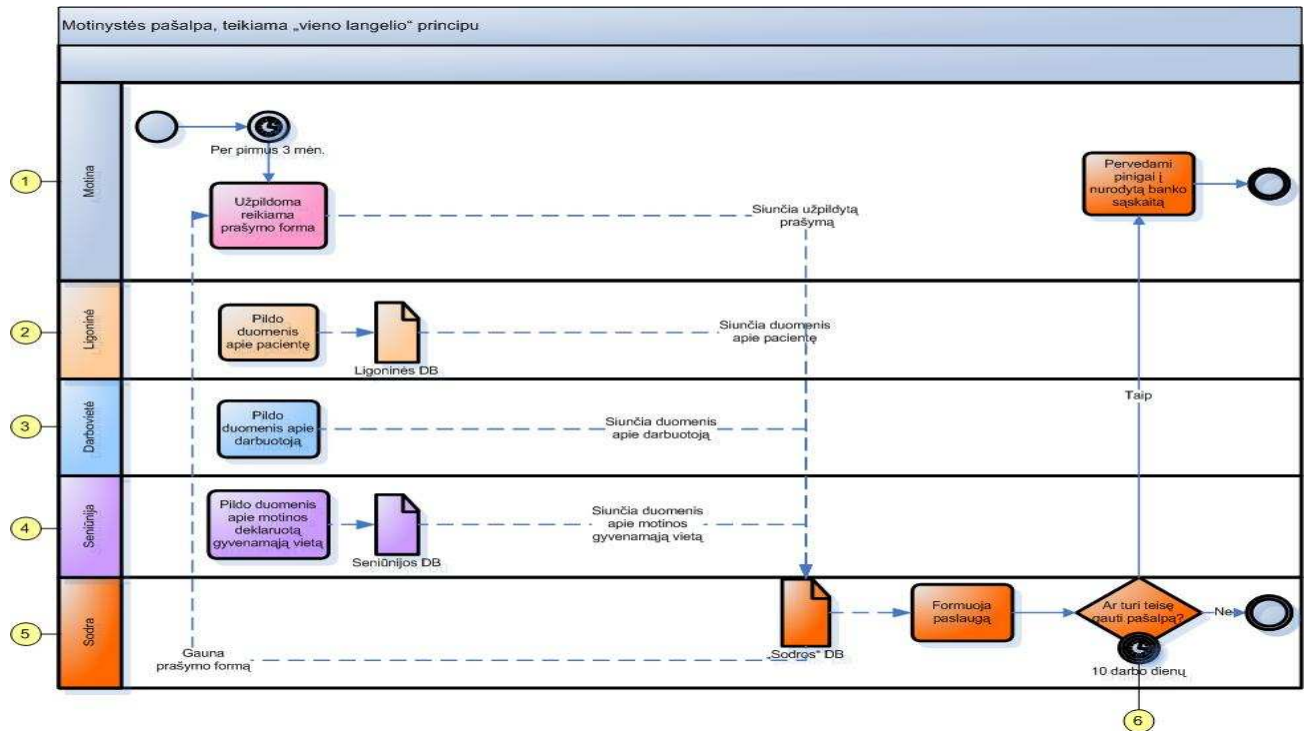 Motinystės pašalpa, teikiama „vieno langelio“ principu
1
Motina
Per pirmus 3 mėn.
Užpildoma
reikiama
prašymo forma
Siunčia užpildytą
prašymą
Pervedami
pinigai į
nurodytą banko
sąskaitą
2
Ligoninė
Pildo
duomenis
apie pacientę
Ligoninės DB
Siunčia duomenis
apie pacientę
3
Darbovietė
Pildo
duomenis apie
darbuotoją
Siunčia duomenis
apie darbuotoją
Taip
4
Seniūnija
Pildo duomenis
apie motinos
deklaruotą
gyvenamąją vietą
Seniūnijos DB
Siunčia duomenis
apie motinos
gyvenamąją vietą
5
Sodra
Gauna
prašymo formą
„Sodros“ DB
Formuoja
paslaugą
Ar turi teisę
gauti pašalpą?
Ne
10 darbo dienų
6